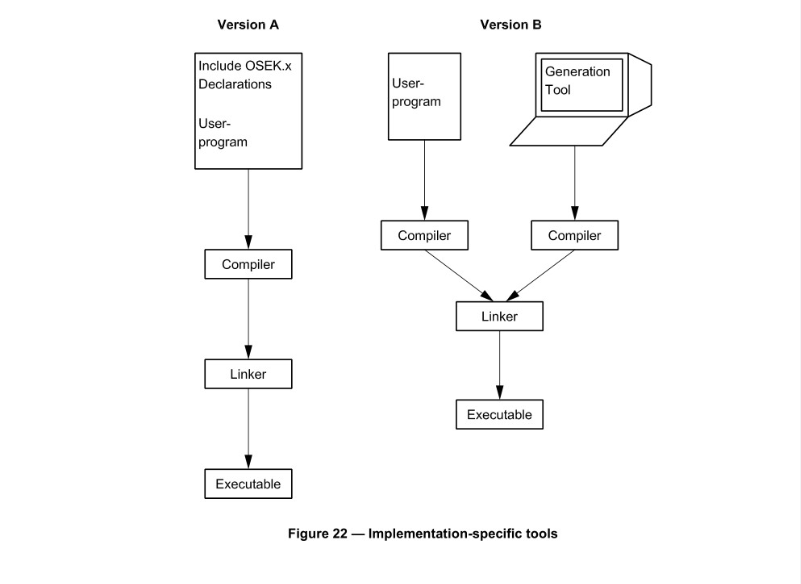 Version A
Include OSEK.x
Declarations
User-
program
Compiler
Linker
Executable
Version B
User-
program
Generation
Tool
Compiler
Compiler
Linker
Executable
Figure 22 — Implementation-specific tools